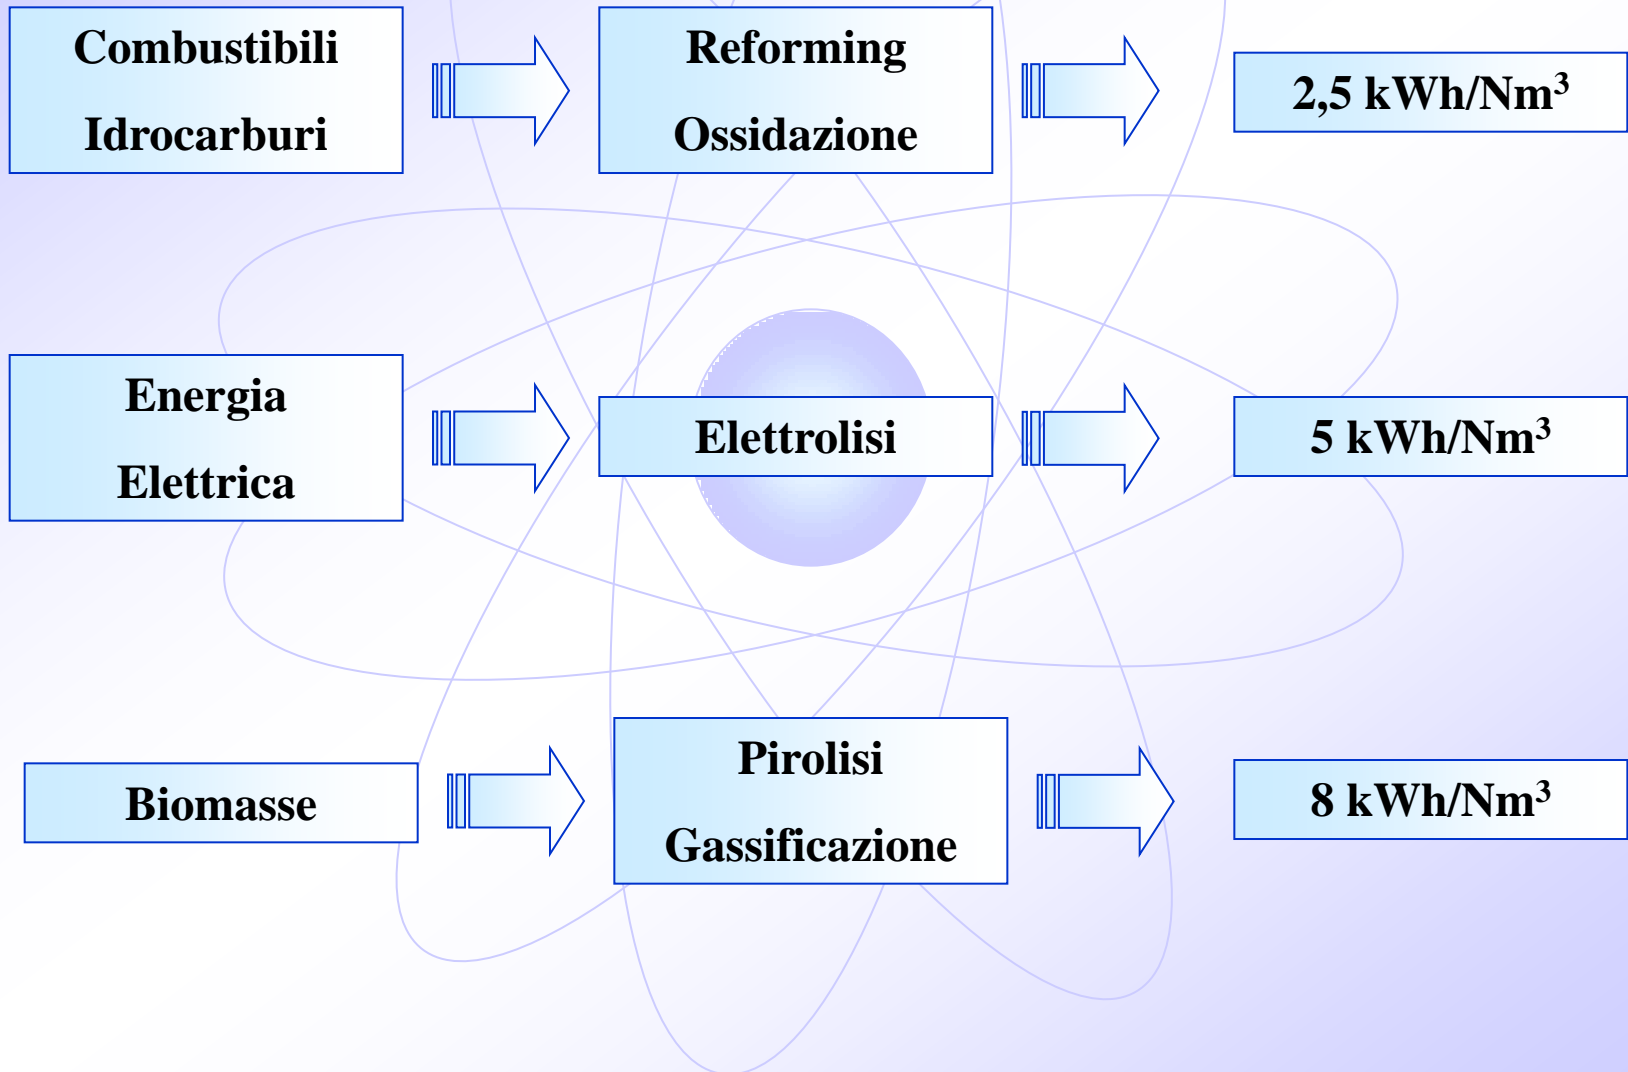 Combustibili
Idrocarburi
Reforming
Ossidazione
2,5 kWh/Nm³
Energia
Elettrica
Elettrolisi
5 kWh/Nm³
Biomasse
Pirolisi
Gassificazione
8 kWh/Nm³